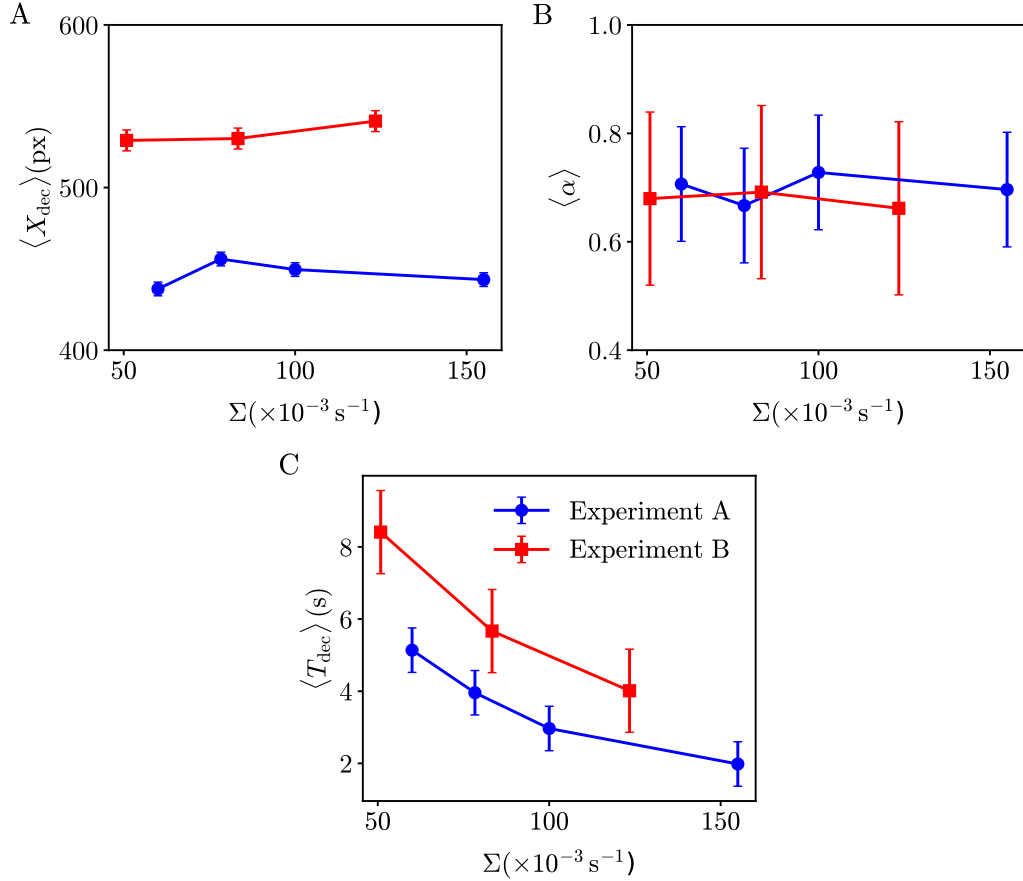 A
600
500
400
⟨X_dec⟩(px)
50 100 150
Σ(×10⁻³ s⁻¹)
B
1.0
0.8
0.6
0.4
⟨α⟩
50 100 150
Σ(×10⁻³ s⁻¹)
C
8
6
4
2
⟨T_dec⟩(s)
Experiment A
Experiment B
50 100 150
Σ(×10⁻³ s⁻¹)